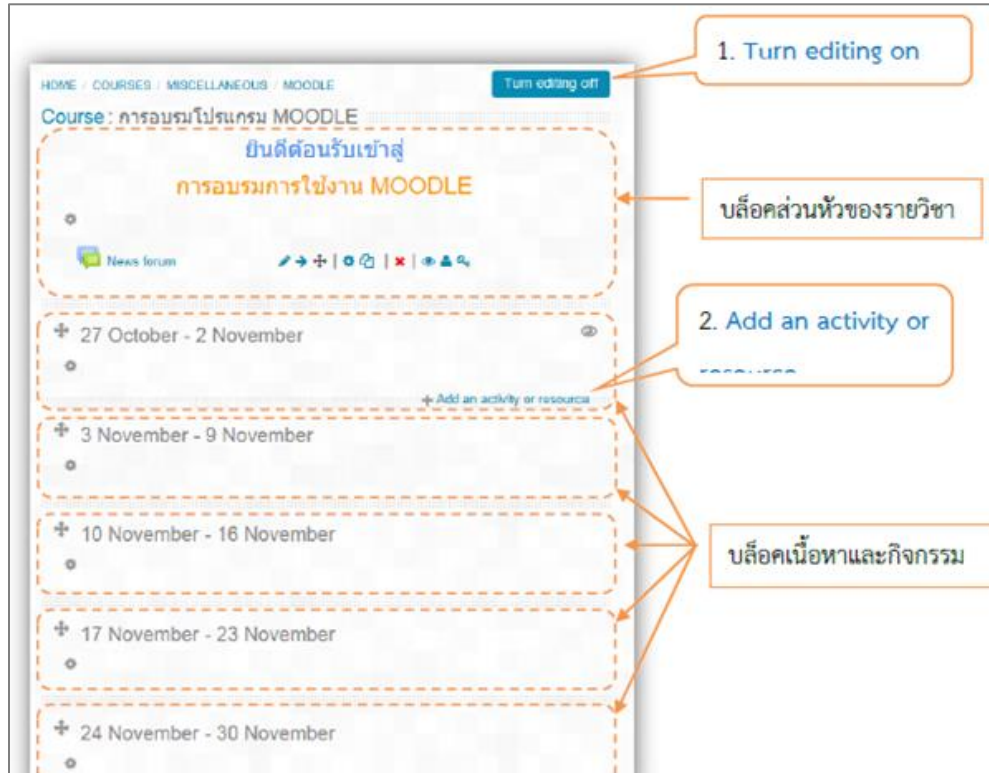 1. Turn editing on
HOME / COURSES / MISCELLANEOUS / MOODLE
Turn editing off
Course : การอบรมโปรแกรม MOODLE
ยินดีต้อนรับเข้าสู่
การอบรมการใช้งาน MOODLE
บล็อคส่วนหัวของรายวิชา
News forum
2. Add an activity or
27 October - 2 November
+ Add an activity or resource
3 November - 9 November
10 November - 16 November
บล็อคเนื้อหาและกิจกรรม
17 November - 23 November
24 November - 30 November